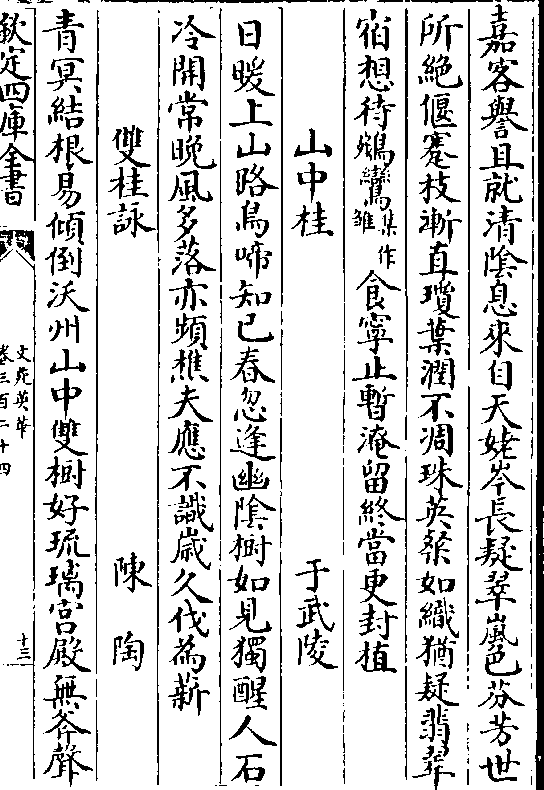 嘉客譽且就清陰息來自天姥岑長疑翠嵐色芬芳世
所絶偃蹇枝漸直瓊葉潤不凋珠英粲如織猶疑翡翠
宿想待鵷鸞集作雛食寧止暫淹留終當更封植
山中桂 于武陵
日暖上山路鳥啼知已春忽逢幽隂樹如見獨醒人石
冷開常晚風多落亦頻樵夫應不識嵗久伐為薪
雙桂詠 陳陶
青冥結根易傾倒沃州山中雙樹好琉璃宫殿無斧聲
欽定四庫全書
文苑英華
卷三百二十四
十三